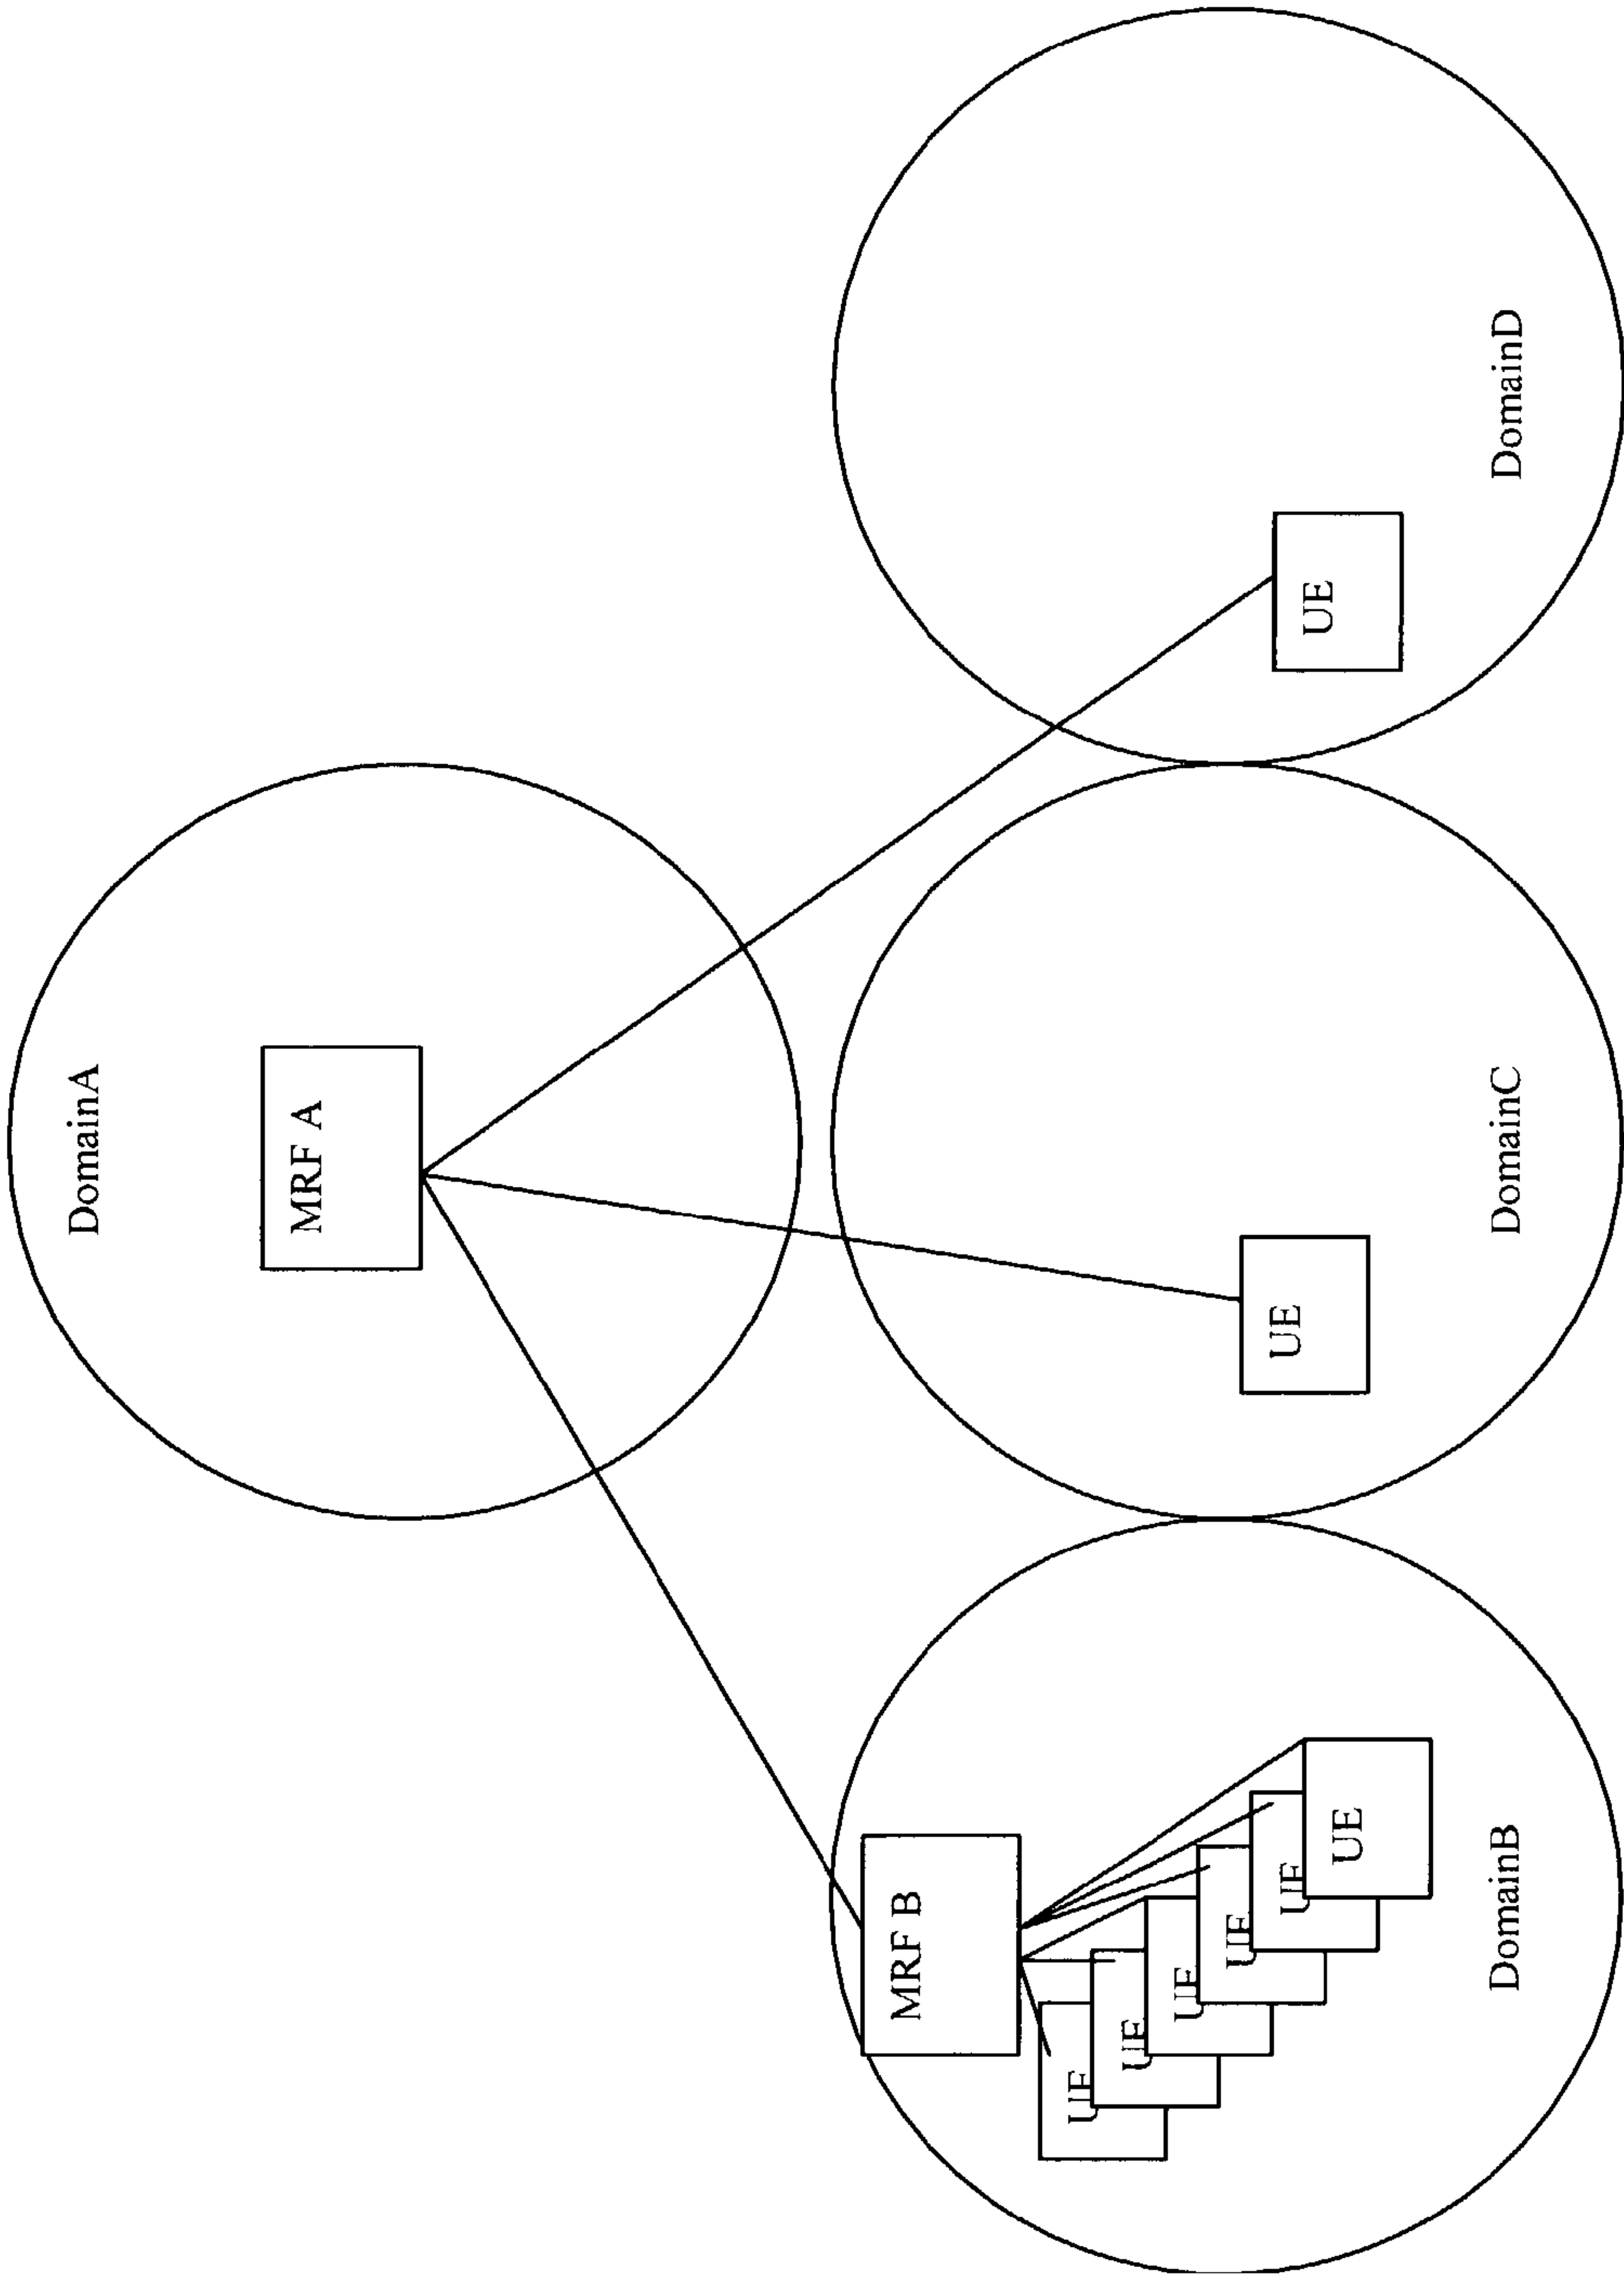 DomainA
MRF A
MRF B
UE
UE
UE
UE
UE
UE
UE
UE
DomainB
DomainC
DomainD